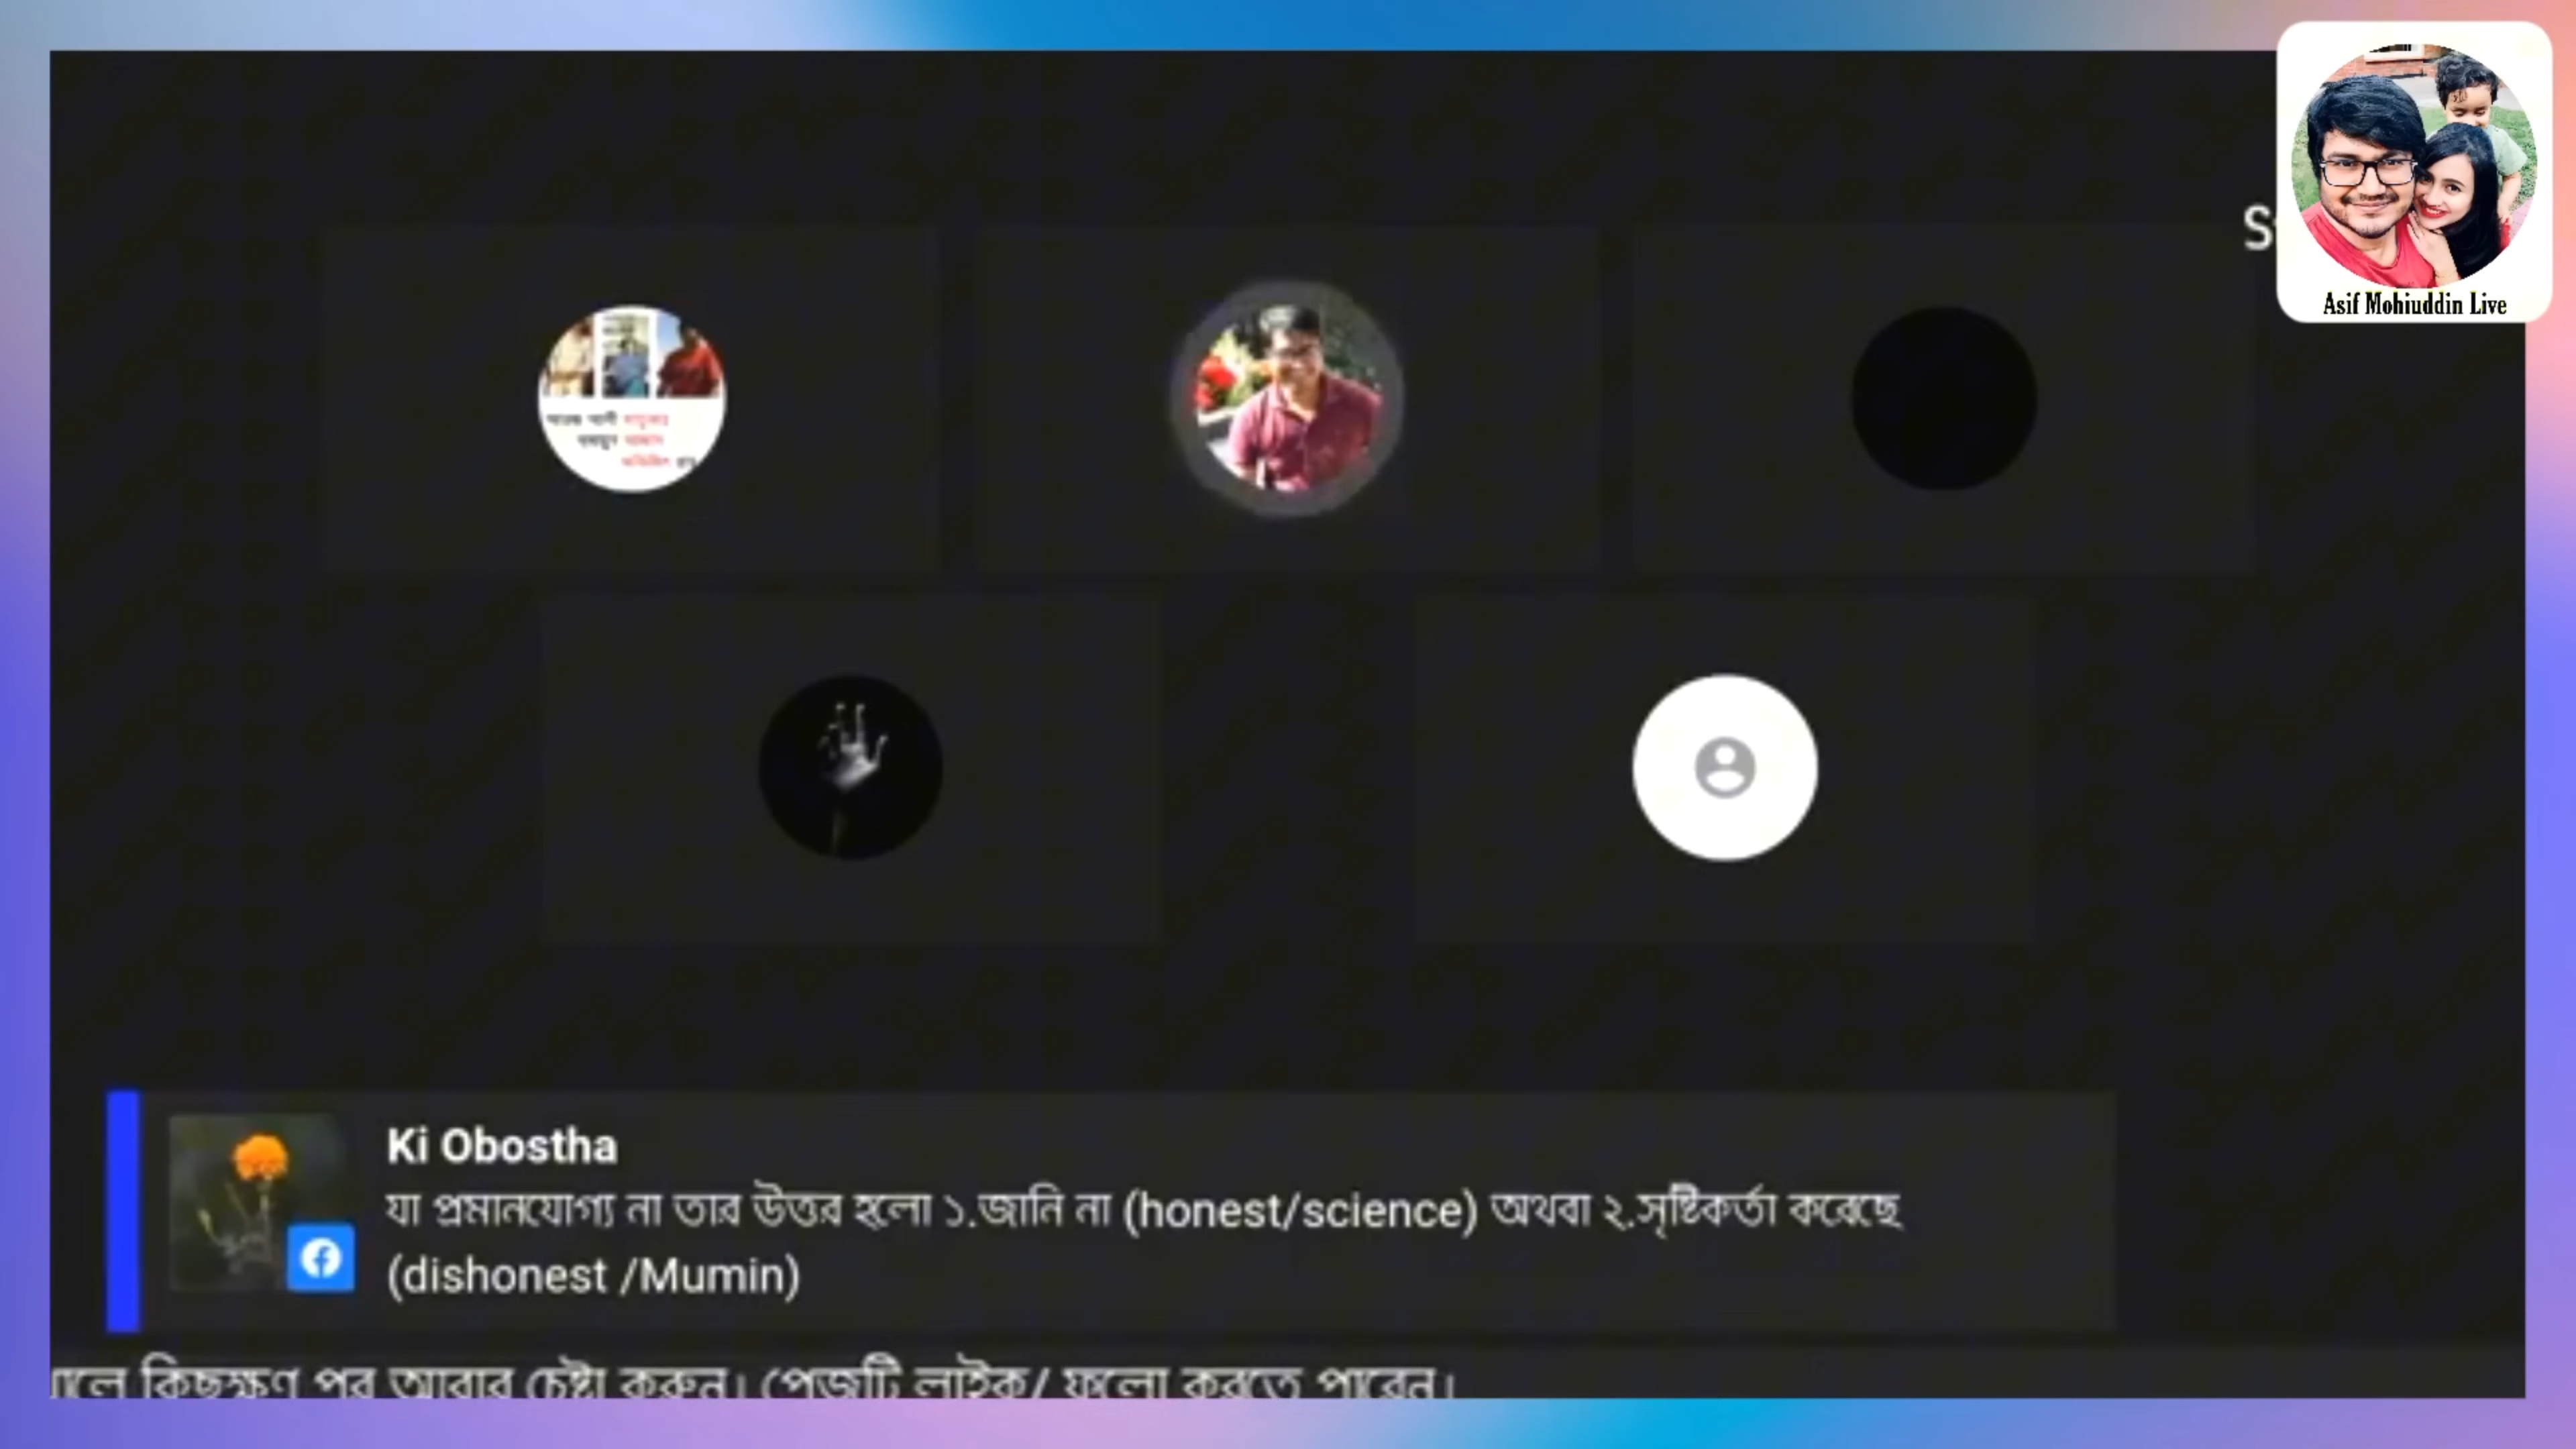 Asif Mohiuddin Live
Ki Obostha
যা প্রমানযোগ্য না তার উত্তর হলো ১.জানি না (honest/science) অথবা ২.সৃষ্টিকর্তা করেছে
(dishonest /Mumin)
কিছুক্ষণ পর আবার চেষ্টা করুন। পেজটি লাইক/ ফলো করতে পারেন।